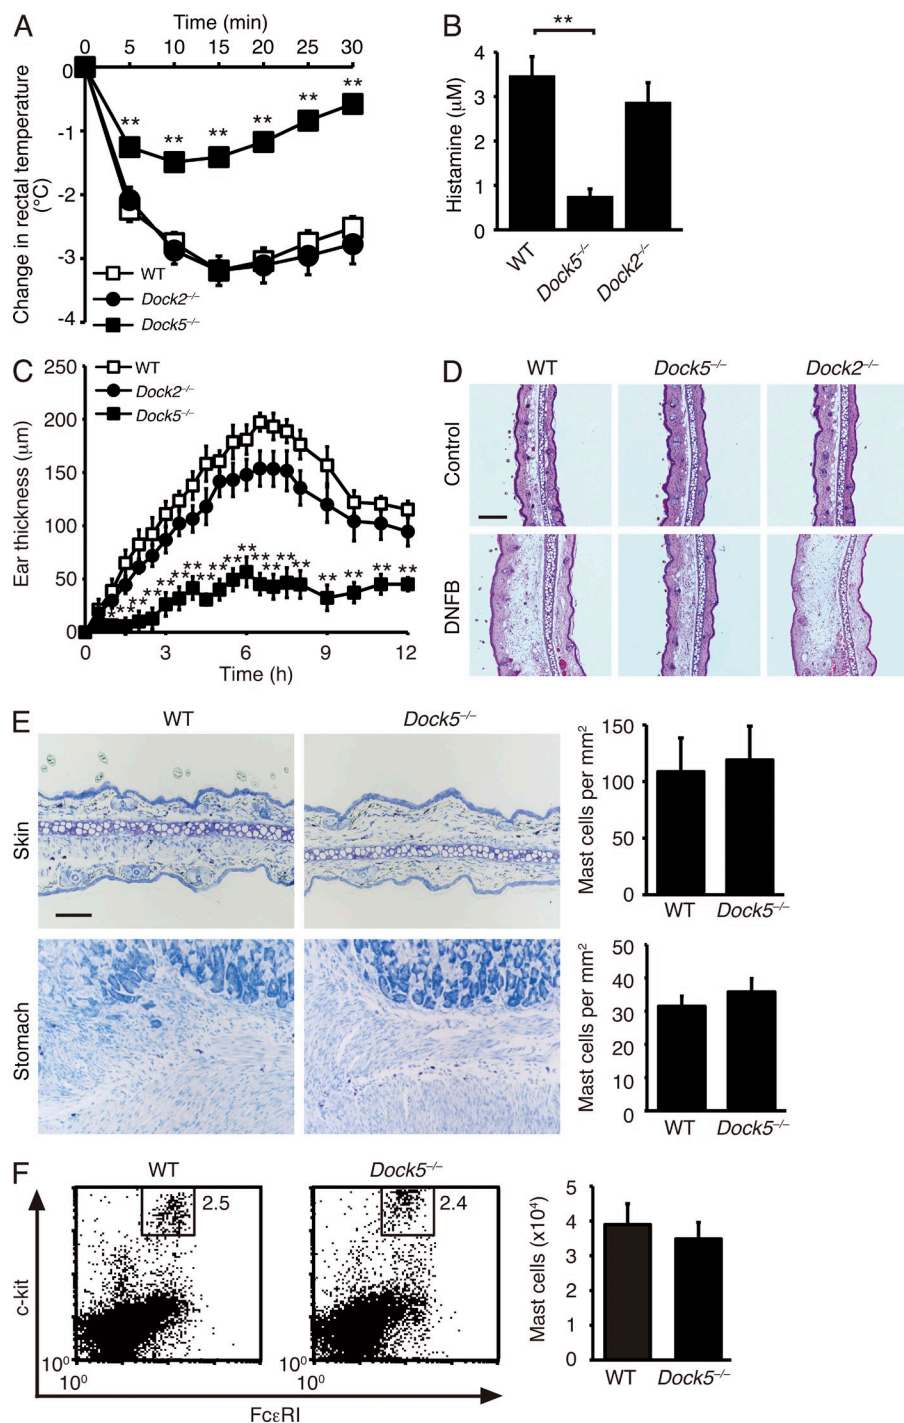 A
Time (min)
0 5 10 15 20 25 30
0
-1
-2
-3
-4
Change in rectal temperature
(°C)
** ** ** ** ** **
WT
Dock2–/–
Dock5–/–
B
**
4
3
2
1
0
Histamine (μM)
WT
Dock5–/–
Dock2–/–
C
250
200
150
100
50
0
Ear thickness (μm)
WT
Dock2–/–
Dock5–/–
0 3 6 9 12
Time (h)
D
WT Dock5–/– Dock2–/–
Control
DNFB
E
WT Dock5–/–
Skin
Stomach
150
100
50
0
Mast cells per mm2
WT Dock5–/–
50
40
30
20
10
0
Mast cells per mm2
WT Dock5–/–
F
WT Dock5–/–
2.5
2.4
c-kit
100
100
100
100
FcεRI
5
4
3
2
1
0
Mast cells (x104)
WT Dock5–/–